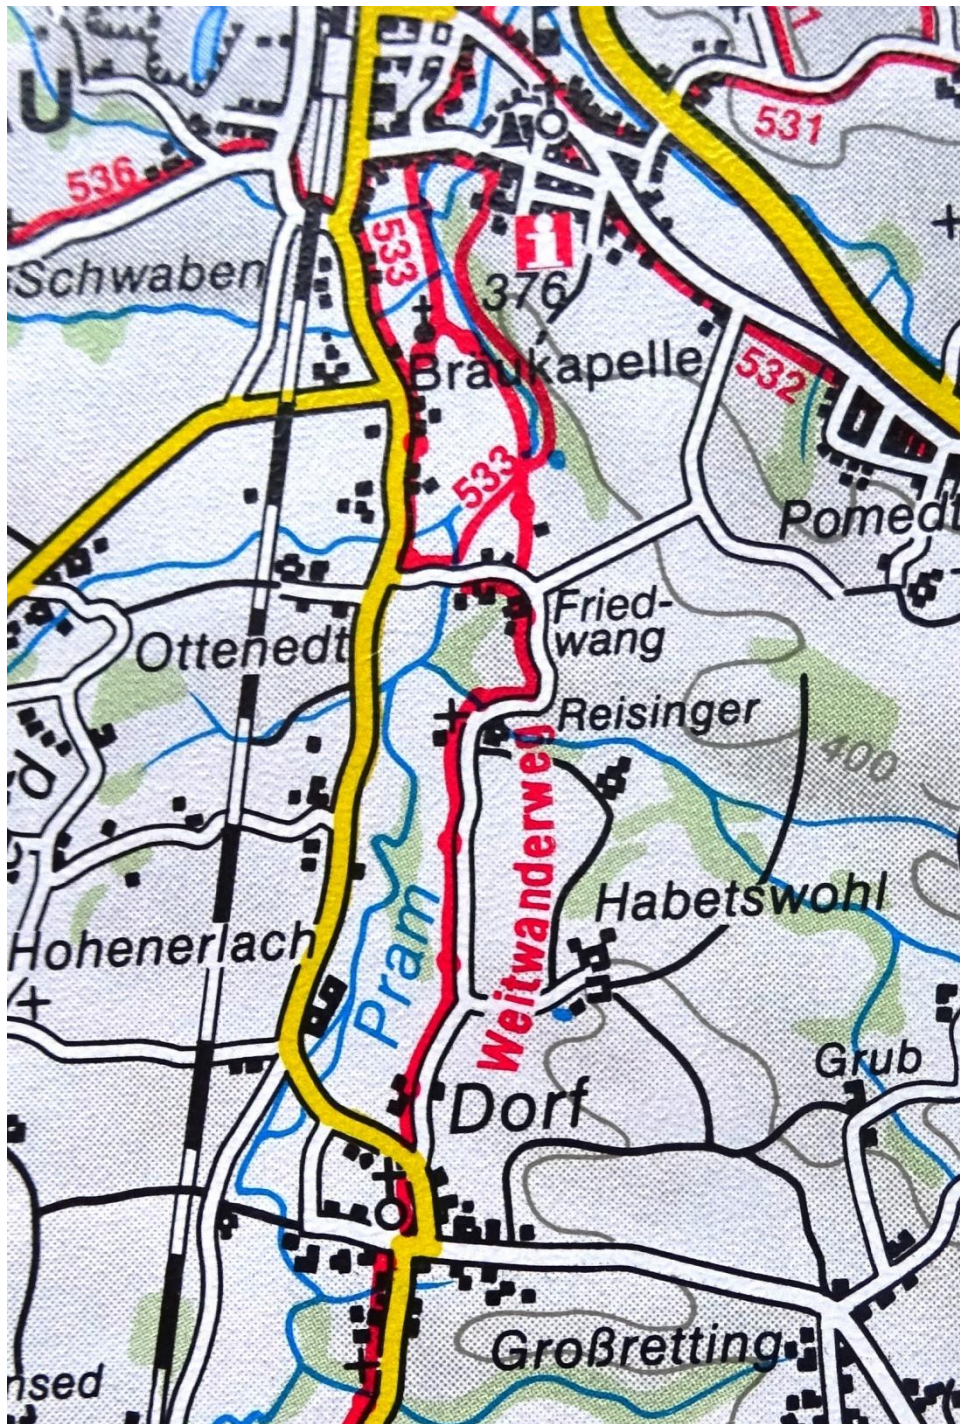 U
531
536
533
i
Schwaben
376
Bräukapelle
532
533
Pomedt
Fried-
wang
Ottenedt
Reisinger
400
d
Weitwanderweg
Habetswohl
Pram
Hohenerlach
Grub
Dorf
Großretting
nsed